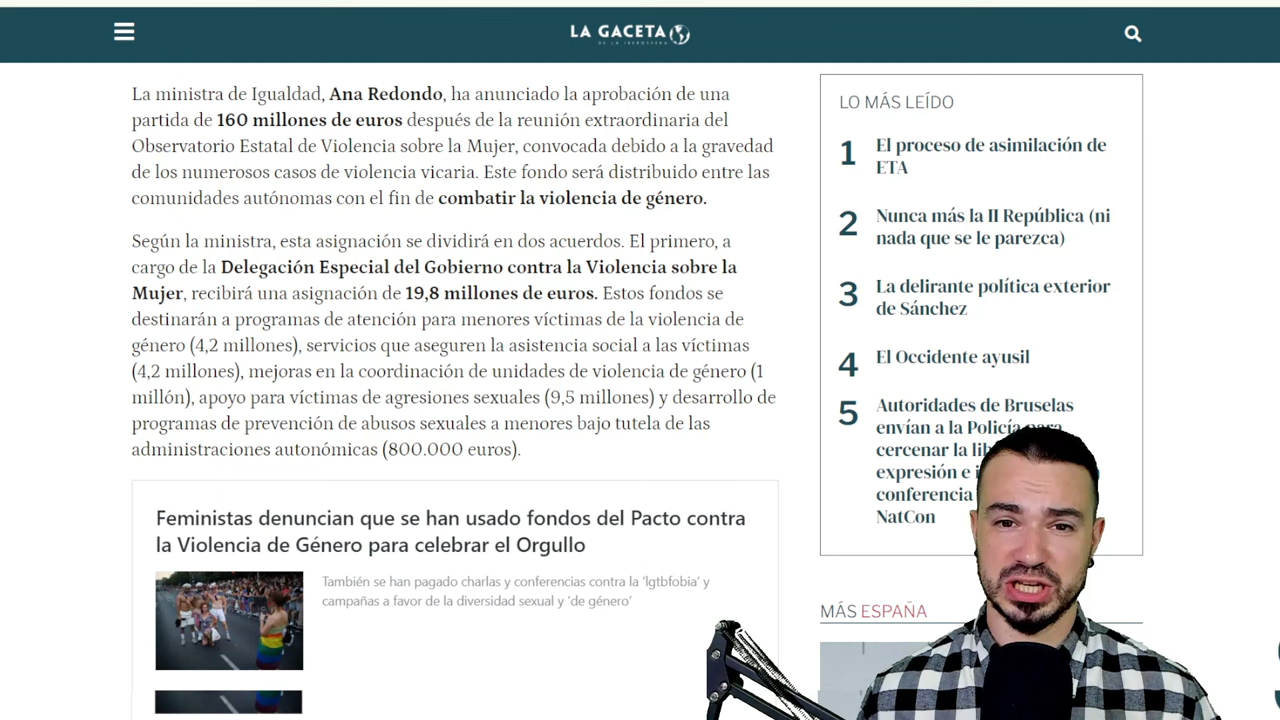 LA GACETA
DE LA IBEROSFERA
La ministra de Igualdad, Ana Redondo, ha anunciado la aprobación de una
partida de 160 millones de euros después de la reunión extraordinaria del
Observatorio Estatal de Violencia sobre la Mujer, convocada debido a la gravedad
de los numerosos casos de violencia vicaria. Este fondo será distribuido entre las
comunidades autónomas con el fin de combatir la violencia de género.
Según la ministra, esta asignación se dividirá en dos acuerdos. El primero, a
cargo de la Delegación Especial del Gobierno contra la Violencia sobre la
Mujer, recibirá una asignación de 19,8 millones de euros. Estos fondos se
destinarán a programas de atención para menores víctimas de la violencia de
género (4,2 millones), servicios que aseguren la asistencia social a las víctimas
(4,2 millones), mejoras en la coordinación de unidades de violencia de género (1
millón), apoyo para víctimas de agresiones sexuales (9,5 millones) y desarrollo de
programas de prevención de abusos sexuales a menores bajo tutela de las
administraciones autonómicas (800.000 euros).
Feministas denuncian que se han usado fondos del Pacto contra
la Violencia de Género para celebrar el Orgullo
También se han pagado charlas y conferencias contra la 'lgtbfobia' y
campañas a favor de la diversidad sexual y 'de género'
LO MÁS LEÍDO
1 El proceso de asimilación de
ETA
2 Nunca más la II República (ni
nada que se le parezca)
3 La delirante política exterior
de Sánchez
4 El Occidente ayusil
5 Autoridades de Bruselas
envían a la Policía para
cercenar la
expresión e
conferencia
NatCon
MÁS ESPAÑA